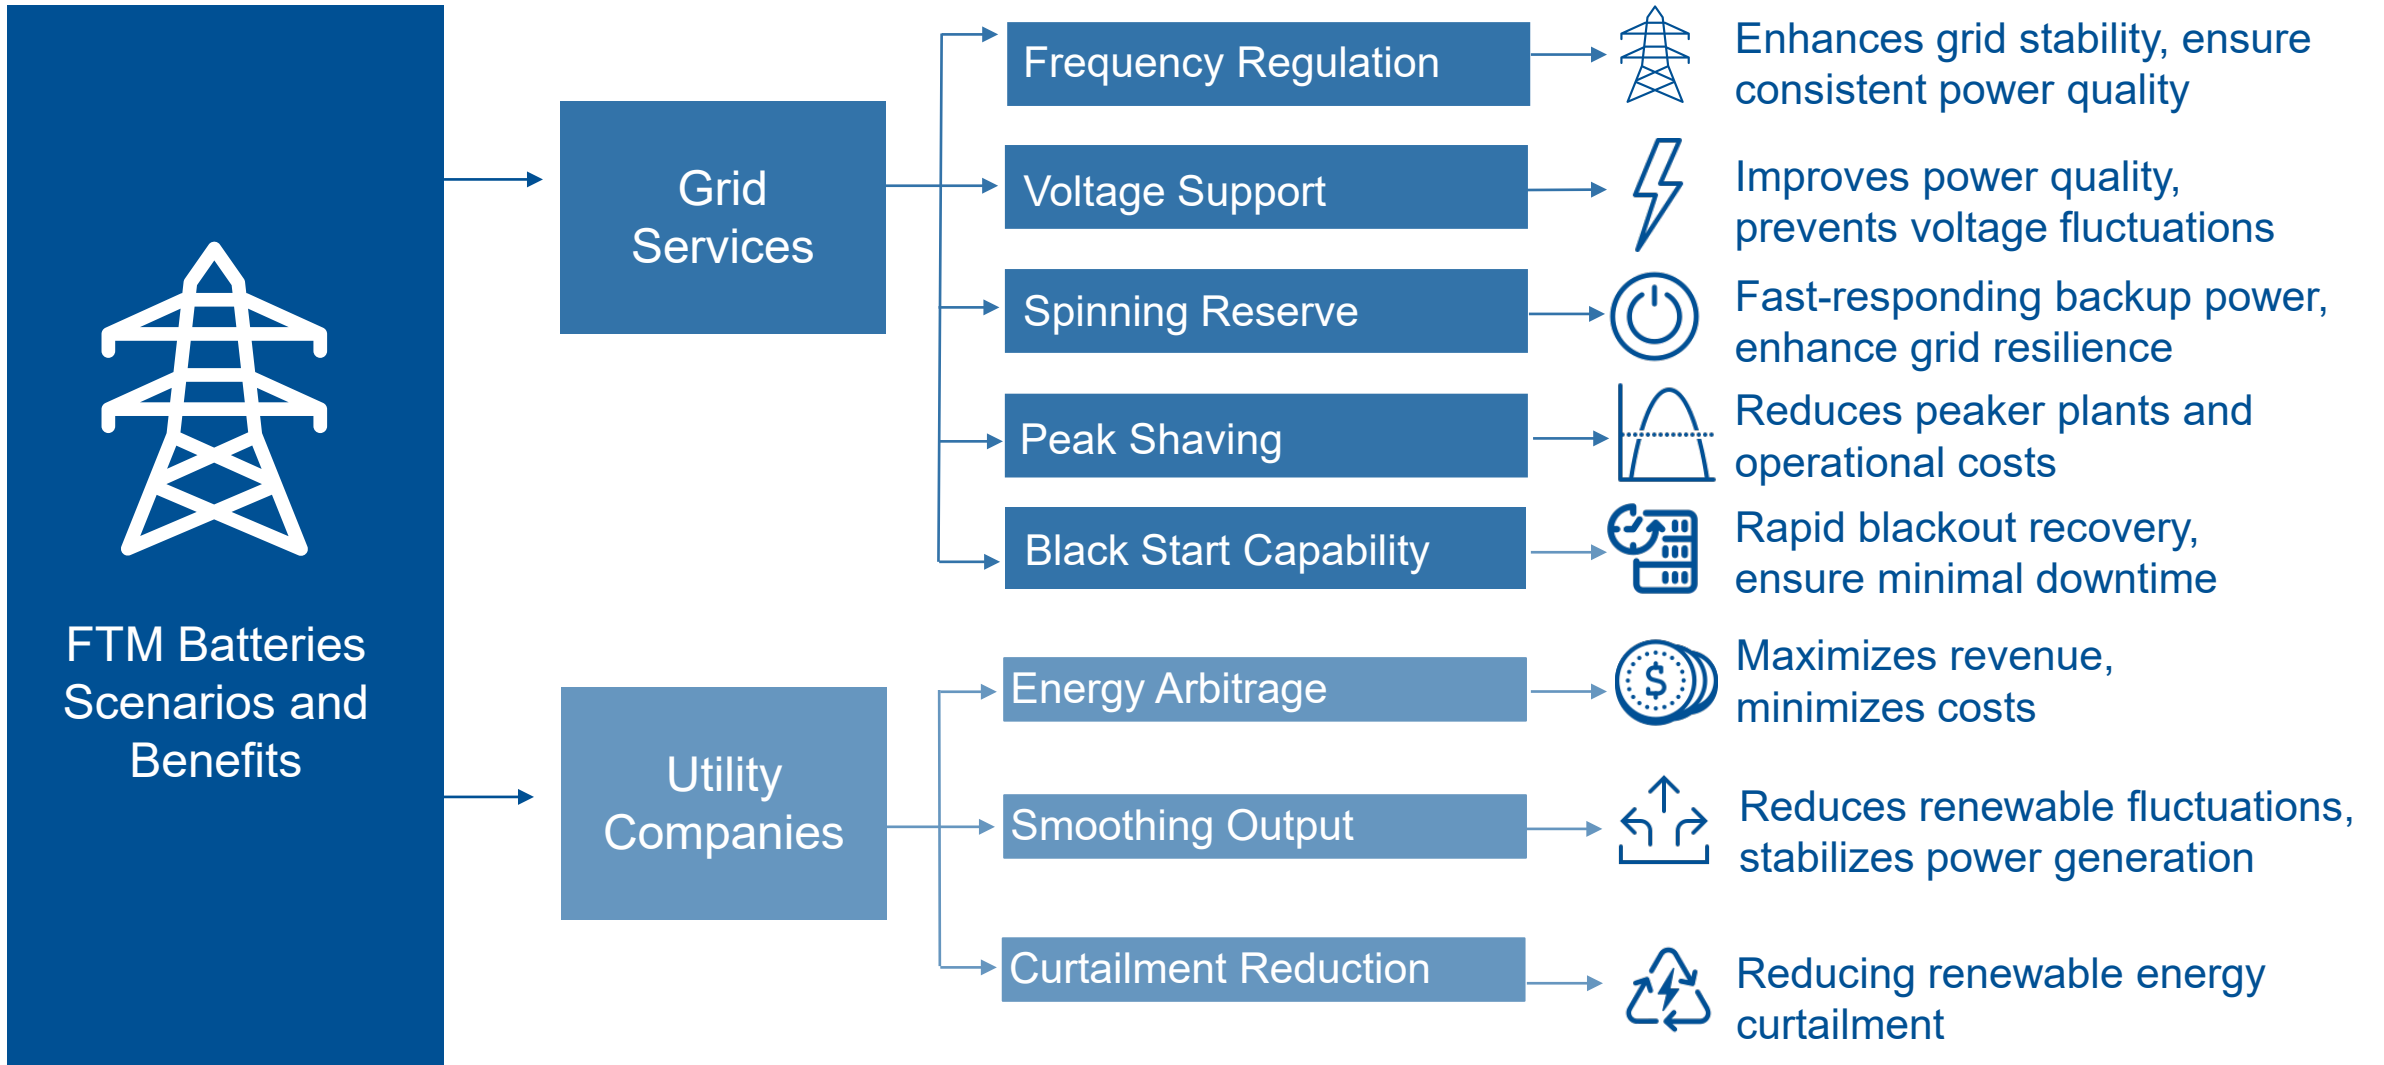 FTM Batteries
Scenarios and
Benefits
Grid
Services
Frequency Regulation
Enhances grid stability, ensure
consistent power quality
Voltage Support
Improves power quality,
prevents voltage fluctuations
Spinning Reserve
Fast-responding backup power,
enhance grid resilience
Peak Shaving
Reduces peaker plants and
operational costs
Black Start Capability
Rapid blackout recovery,
ensure minimal downtime
Utility
Companies
Energy Arbitrage
$
Maximizes revenue,
minimizes costs
Smoothing Output
Reduces renewable fluctuations,
stabilizes power generation
Curtailment Reduction
Reducing renewable energy
curtailment